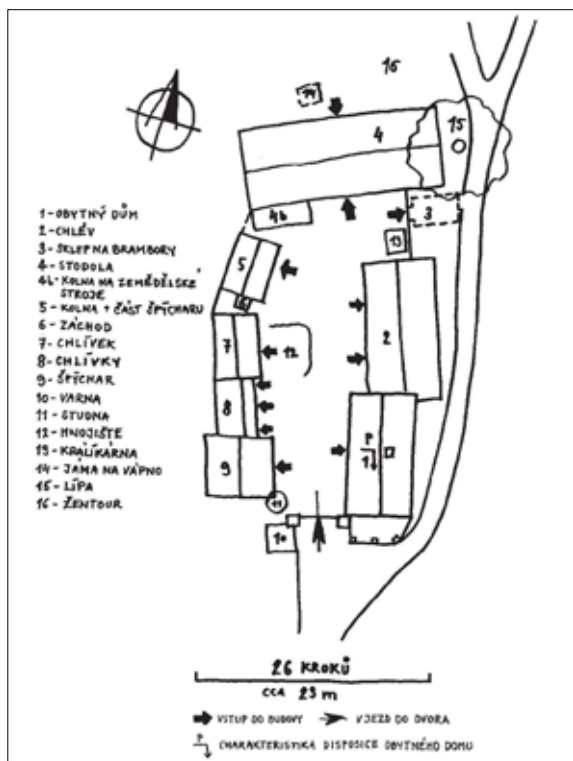 16
14
4
15
4b
3
13
5
6
2
7
12
8
P
1
9
11
10
1 - OBYTNÝ DŮM
2 - CHLÉV
3 - SKLEP NA BRAMBORY
4 - STODOLA
4b - KOLNA NA ZEMĚDĚLSKÉ
STROJE
5 - KOLNA + ČÁST ŠPÝCHARU
6 - ZÁCHOD
7 - CHLÍVEK
8 - CHLÍVKY
9 - ŠPÝCHAR
10 - VARNA
11 - STUDNA
12 - HNOJIŠTĚ
13 - KRÁLÍKÁRNA
14 - JÁMA NA VÁPNO
15 - LÍPA
16 - ŽENTOUR
26 KROKŮ
CCA 23 m
VSTUP DO BUDOVY VJEZD DO DVORA
P CHARAKTERISTIKA DISPOSICE OBYTNÉHO DOMU